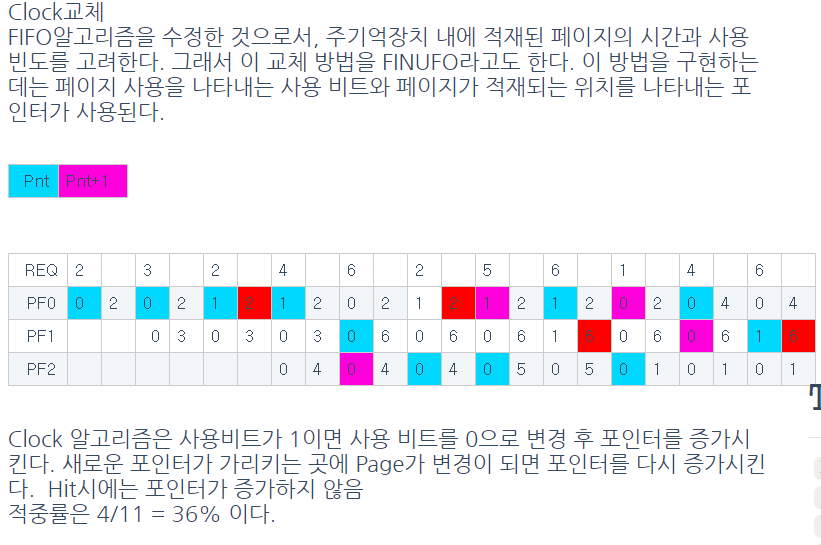 Clock교체
FIFO알고리즘을 수정한 것으로서, 주기억장치 내에 적재된 페이지의 시간과 사용
빈도를 고려한다. 그래서 이 교체 방법을 FINUFO라고도 한다. 이 방법을 구현하는
데는 페이지 사용을 나타내는 사용 비트와 페이지가 적재되는 위치를 나타내는 포
인터가 사용된다.
Pnt Pnt+1
REQ 2 3 2 4 6 2 5 6 1 4 6
PF0 0 2 0 2 1 2 1 2 0 2 1 2 1 2 1 2 0 2 0 4 0 4
PF1 0 3 0 3 0 3 0 6 0 6 0 6 1 6 0 6 0 6 1 6
PF2 0 4 0 4 0 4 0 5 0 5 0 1 0 1 0 1
Clock 알고리즘은 사용비트가 1이면 사용 비트를 0으로 변경 후 포인터를 증가시
킨다. 새로운 포인터가 가리키는 곳에 Page가 변경이 되면 포인터를 다시 증가시킨
다. Hit시에는 포인터가 증가하지 않음
적중률은 4/11 = 36% 이다.